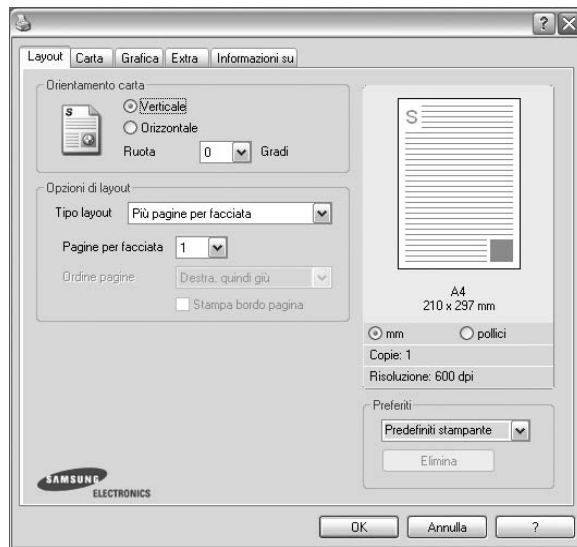 ?
Layout Carta Grafica Extra Informazioni su
Orientamento carta
S
Verticale
Orizzontale
Ruota 0 Gradi
Opzioni di layout
Tipo layout Più pagine per facciata
Pagine per facciata 1
Ordine pagine Destra, quindi giù
Stampa bordo pagina
S
A4
210 x 297 mm
mm pollici
Copie: 1
Risoluzione: 600 dpi
Preferiti
Predefiniti stampante
Elimina
SAMSUNG
ELECTRONICS
OK Annulla ?